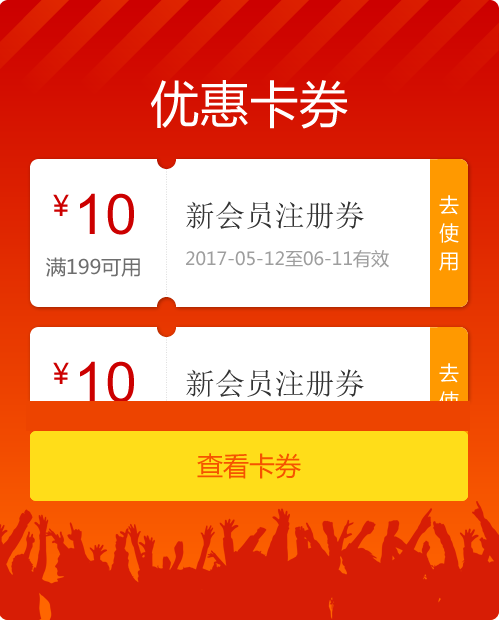 优惠卡券
¥10
满199可用
新会员注册券
2017-05-12至06-11有效
去使用
¥10
新会员注册券
去使
查看卡券